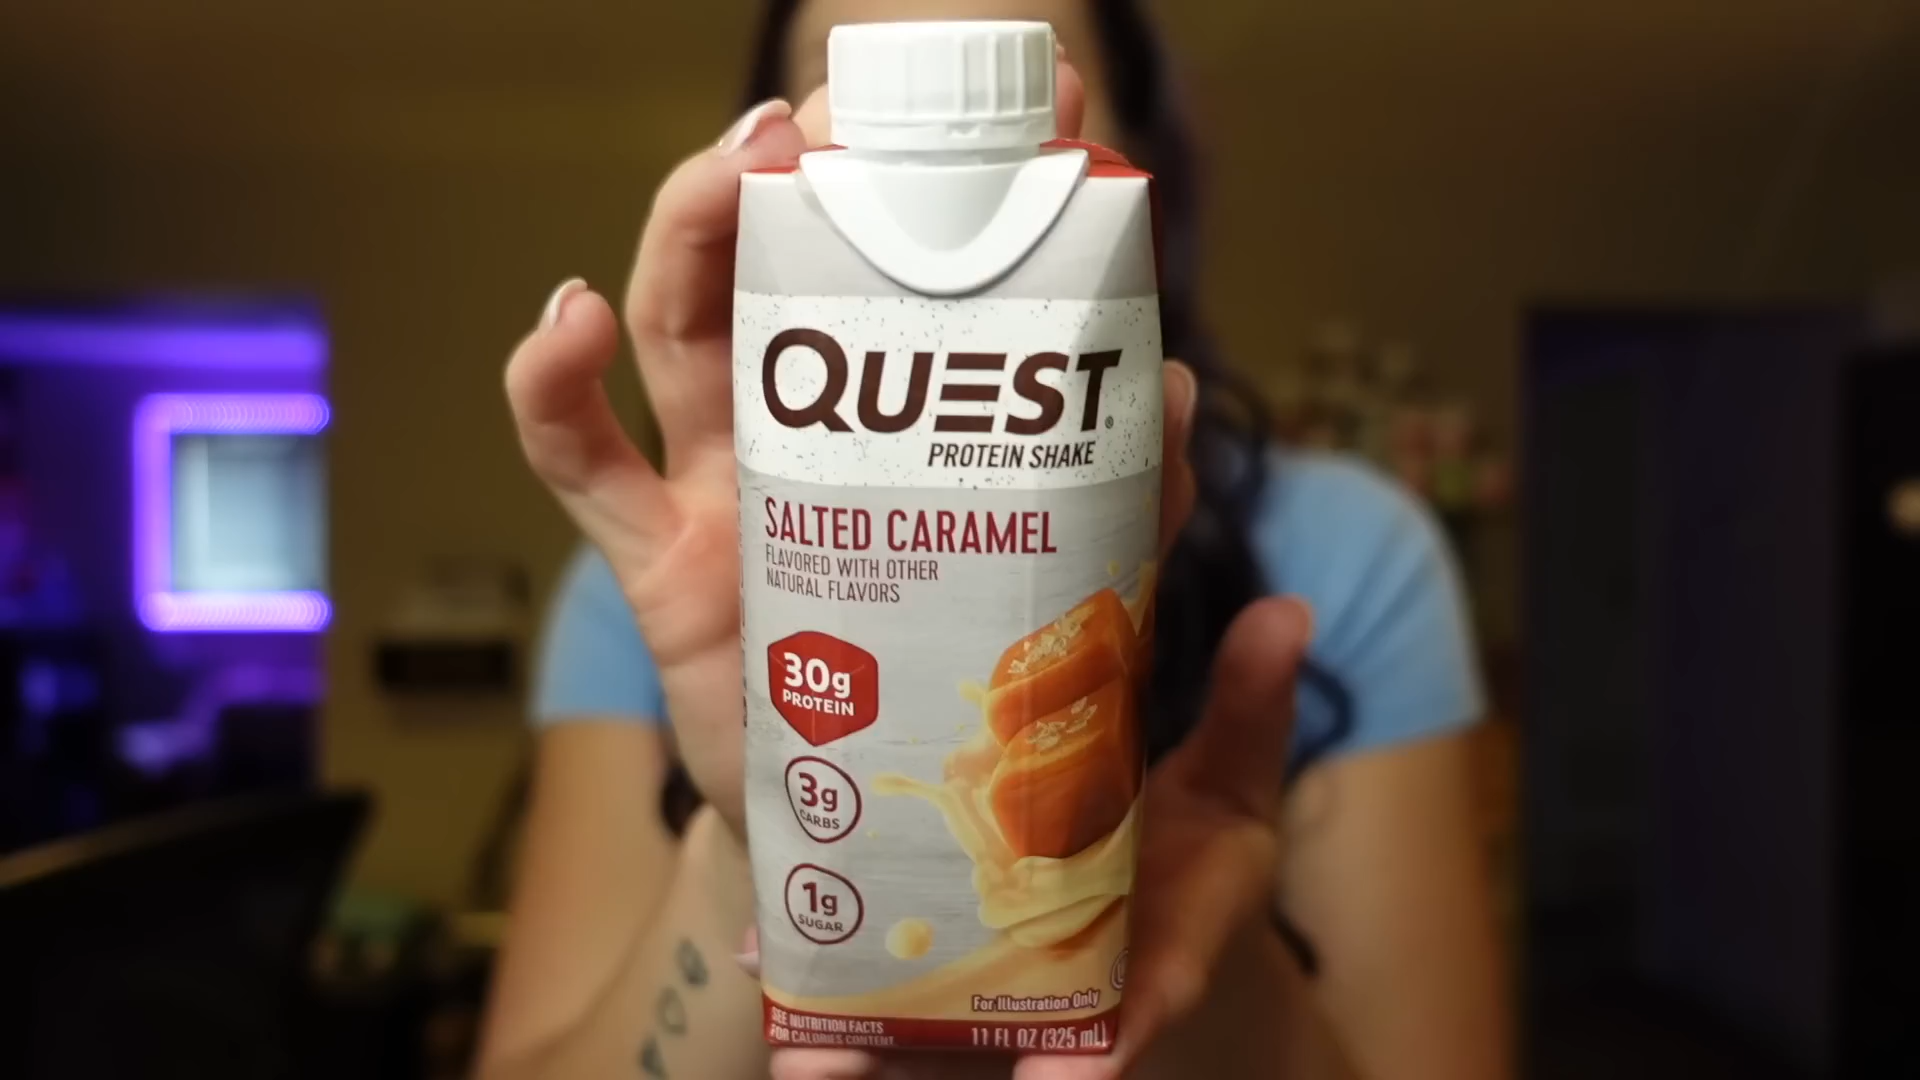 QUEST®
PROTEIN SHAKE
SALTED CARAMEL
FLAVORED WITH OTHER
NATURAL FLAVORS
30g
PROTEIN
3g
CARBS
1g
SUGAR
For Illustration Only
SEE NUTRITION FACTS
FOR CALORIES CONTENT.
11 FL OZ (325 mL)